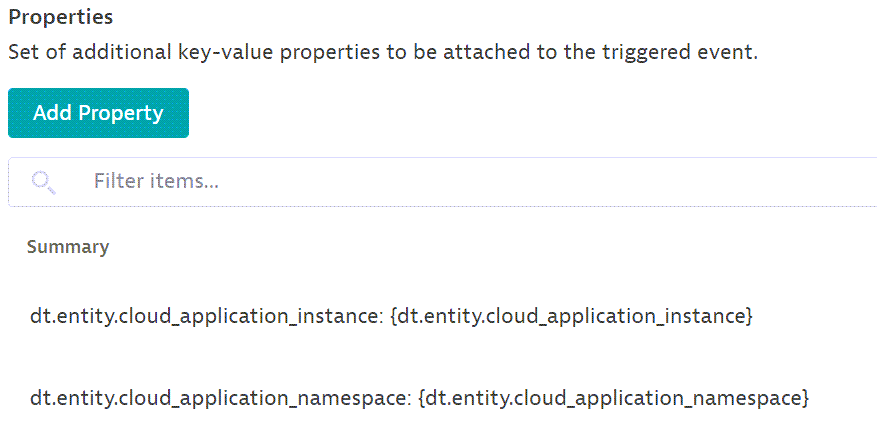 Properties
Set of additional key-value properties to be attached to the triggered event.
Add Property
Filter items...
Summary
dt.entity.cloud_application_instance: {dt.entity.cloud_application_instance}
dt.entity.cloud_application_namespace: {dt.entity.cloud_application_namespace}